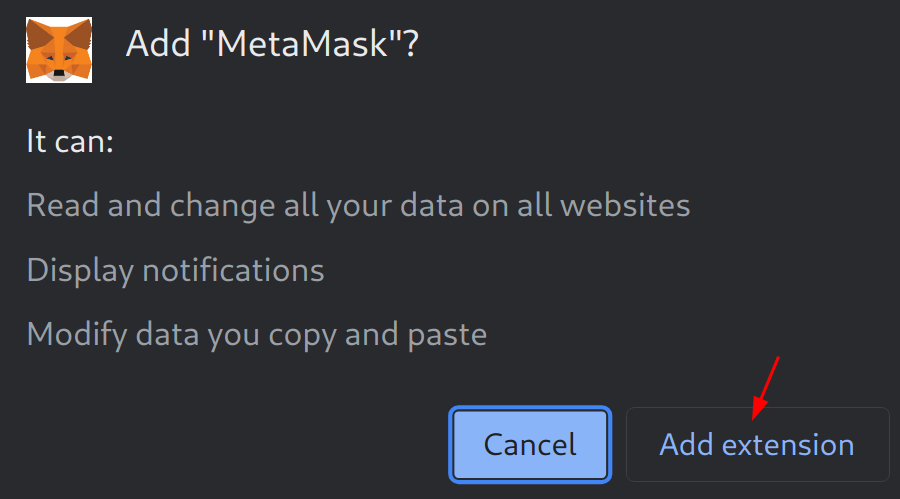 Add "MetaMask"?
It can:
Read and change all your data on all websites
Display notifications
Modify data you copy and paste
Cancel
Add extension